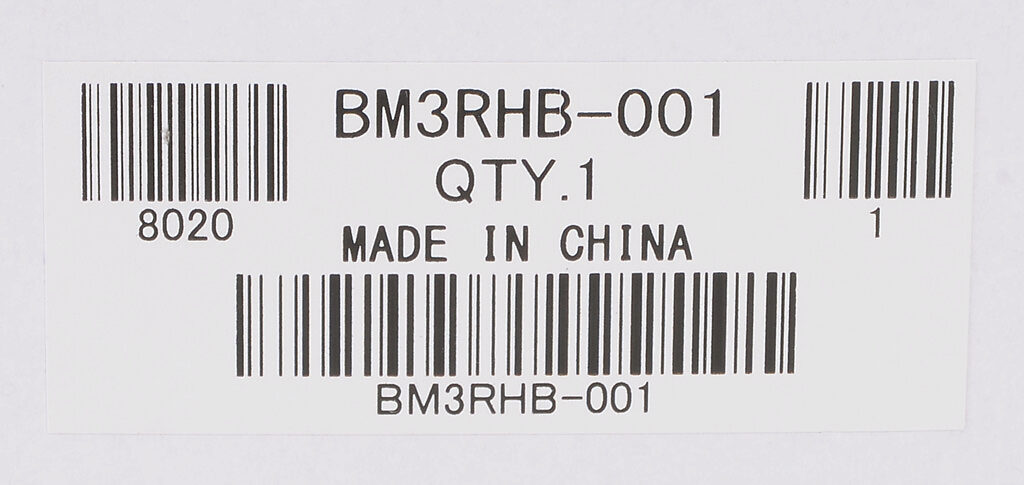 BM3RHB-001
QTY.1
8020
1
MADE IN CHINA
BM3RHB-001